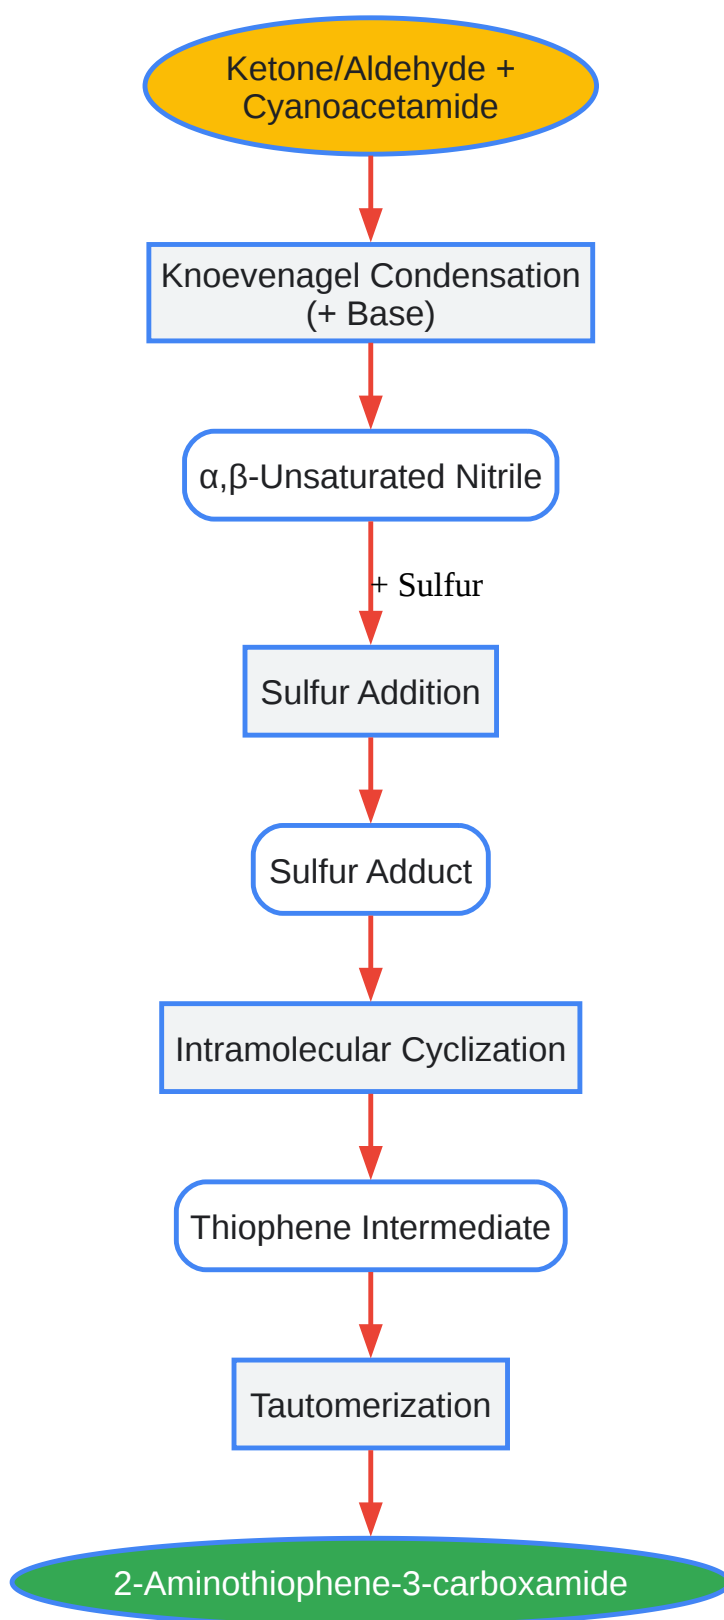 Ketone/Aldehyde +
Cyanoacetamide
Knoevenagel Condensation
(+ Base)
α,β-Unsaturated Nitrile
+ Sulfur
Sulfur Addition
Sulfur Adduct
Intramolecular Cyclization
Thiophene Intermediate
Tautomerization
2-Aminothiophene-3-carboxamide